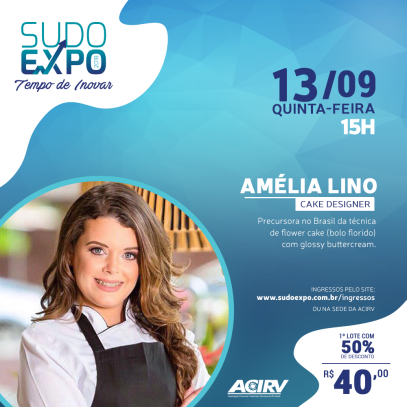 SUDO
EXPO
Tempo de Inovar
13/09
QUINTA-FEIRA
15H
AMÉLIA LINO
CAKE DESIGNER
Precursora no Brasil da técnica
de flower cake (bolo florido)
com glossy buttercream.
INGRESSOS PELO SITE:
www.sudoexpo.com.br/ingressos
OU NA SEDE DA ACIRV
1º LOTE COM
50%
DE DESCONTO
R$ 40,00
ACIRV